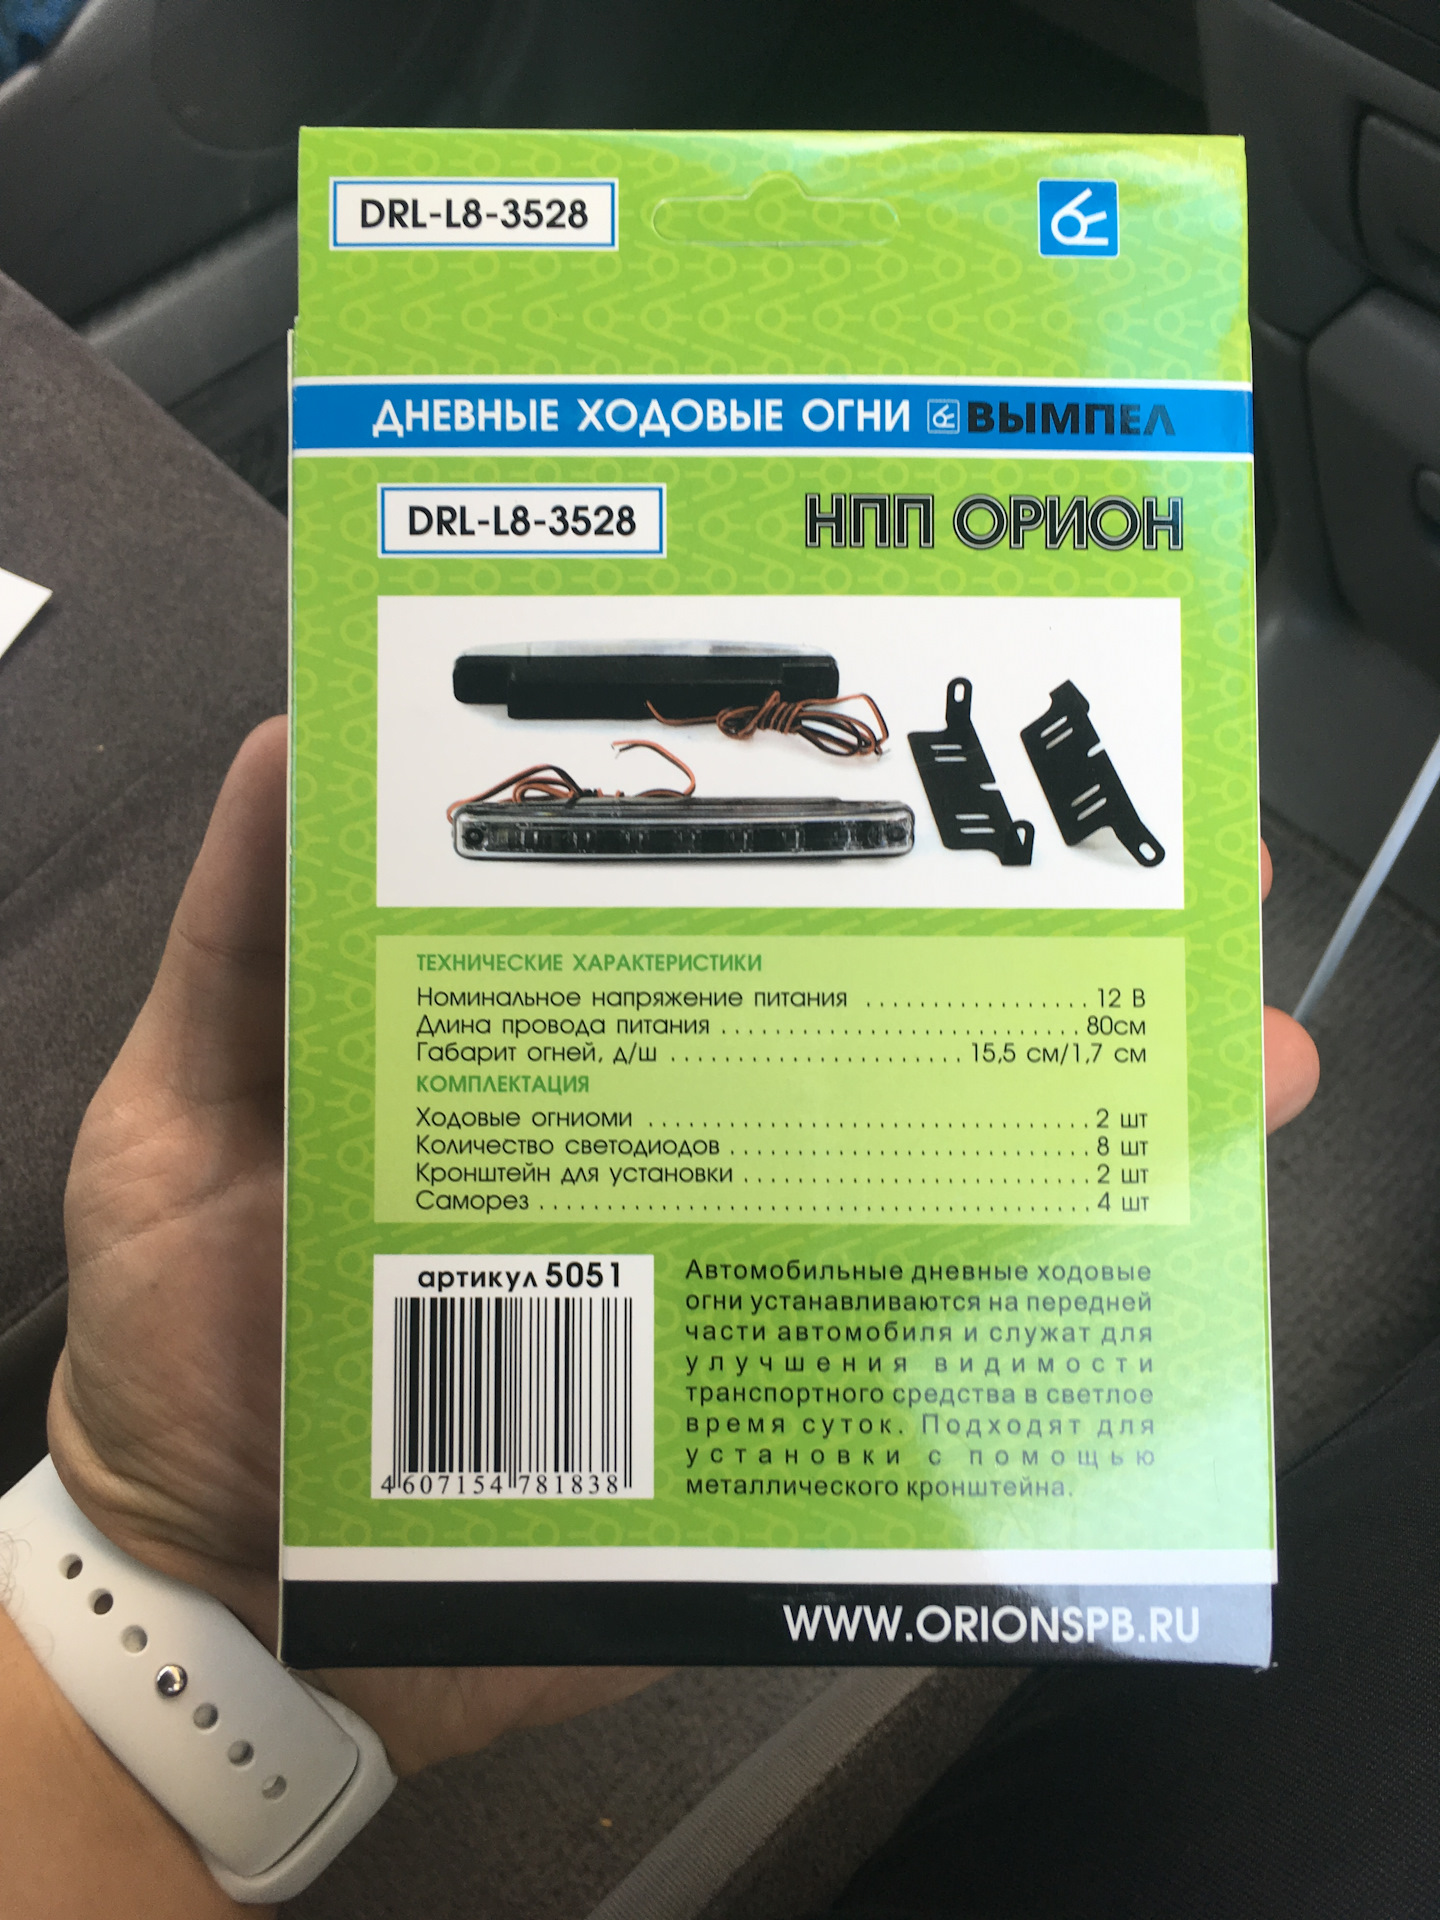 DRL-L8-3528
ДНЕВНЫЕ ХОДОВЫЕ ОГНИ ВЫМПЕЛ
DRL-L8-3528
НПП ОРИОН
ТЕХНИЧЕСКИЕ ХАРАКТЕРИСТИКИ
Номинальное напряжение питания ................. 12 В
Длина провода питания ........................... 80см
Габарит огней, д/ш ...................... 15,5 см/1,7 см
КОМПЛЕКТАЦИЯ
Ходовые огниоми ................................. 2 шт
Количество светодиодов ........................... 8 шт
Кронштейн для установки .......................... 2 шт
Саморез ......................................... 4 шт
артикул 5051
4 607154 781838
Автомобильные дневные ходовые
огни устанавливаются на передней
части автомобиля и служат для
улучшения видимости
транспортного средства в светлое
время суток. Подходят для
установки с помощью
металлического кронштейна.
WWW.ORIONSPB.RU